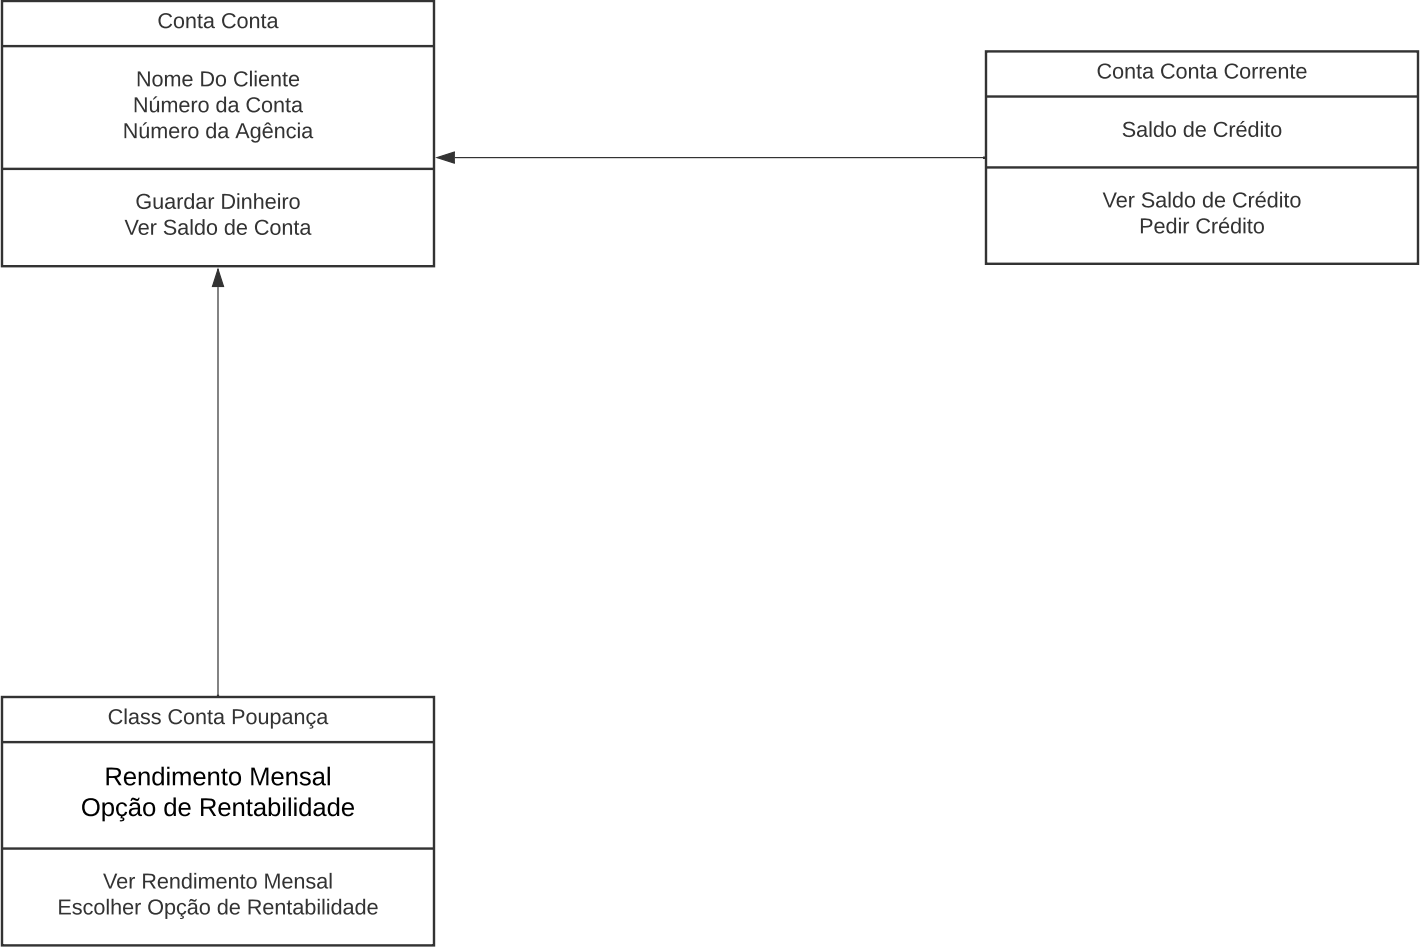 Conta Conta
Nome Do Cliente
Número da Conta
Número da Agência
Guardar Dinheiro
Ver Saldo de Conta
Conta Conta Corrente
Saldo de Crédito
Ver Saldo de Crédito
Pedir Crédito
Class Conta Poupança
Rendimento Mensal
Opção de Rentabilidade
Ver Rendimento Mensal
Escolher Opção de Rentabilidade